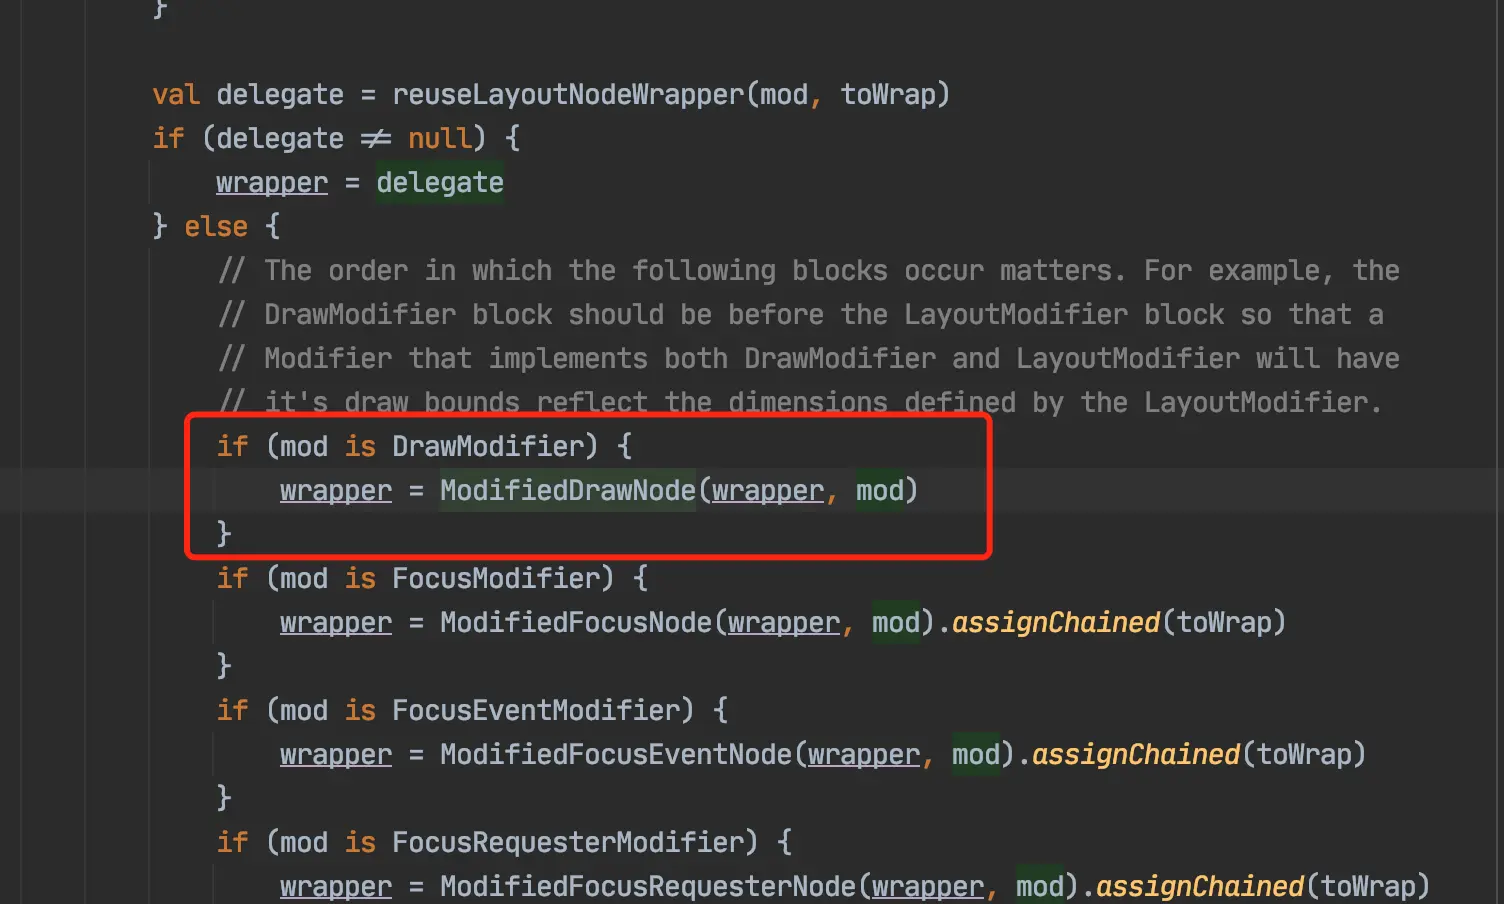 }
val delegate = reuseLayoutNodeWrapper(mod, toWrap)
if (delegate ≠ null) {
wrapper = delegate
} else {
// The order in which the following blocks occur matters. For example, the
// DrawModifier block should be before the LayoutModifier block so that a
// Modifier that implements both DrawModifier and LayoutModifier will have
// it's draw bounds reflect the dimensions defined by the LayoutModifier.
if (mod is DrawModifier) {
wrapper = ModifiedDrawNode(wrapper, mod)
}
if (mod is FocusModifier) {
wrapper = ModifiedFocusNode(wrapper, mod).assignChained(toWrap)
}
if (mod is FocusEventModifier) {
wrapper = ModifiedFocusEventNode(wrapper, mod).assignChained(toWrap)
}
if (mod is FocusRequesterModifier) {
wrapper = ModifiedFocusRequesterNode(wrapper, mod).assignChained(toWrap)